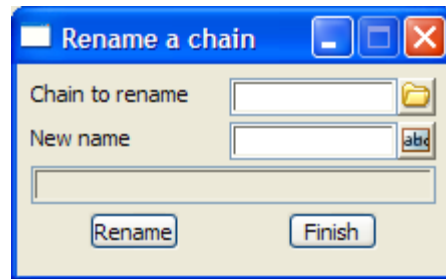 Rename a chain
Chain to rename
New name
abc
Rename
Finish